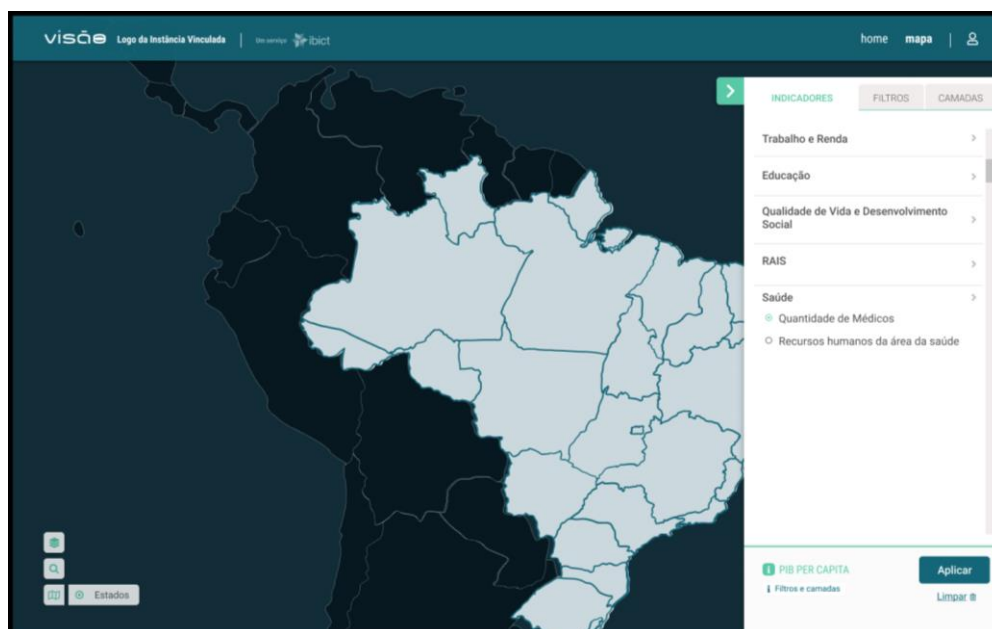 visão Logo da Instância Vinculada | Um serviço ibict home mapa |
INDICADORES FILTROS CAMADAS
Trabalho e Renda
Educação
Qualidade de Vida e Desenvolvimento
Social
RAIS
Saúde
Quantidade de Médicos
Recursos humanos da área da saúde
PIB PER CAPITA
Aplicar
Filtros e camadas
Limpar
Estados